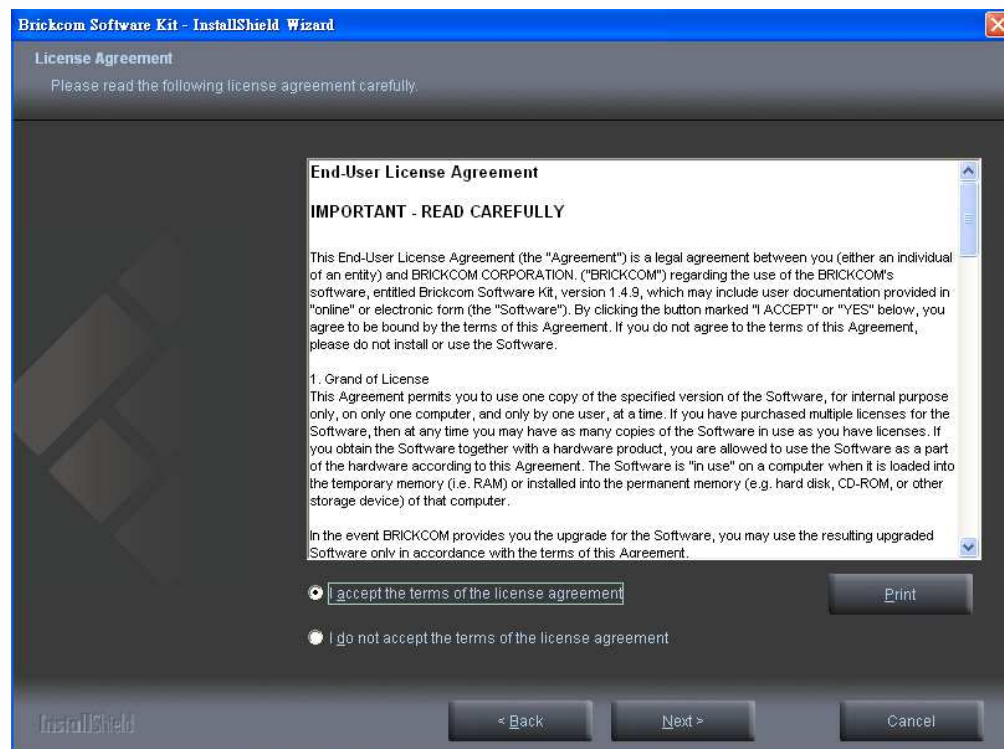 Brickcom Software Kit - InstallShield Wizard
License Agreement
Please read the following license agreement carefully.
End-User License Agreement
IMPORTANT - READ CAREFULLY
This End-User License Agreement (the "Agreement") is a legal agreement between you (either an individual
of an entity) and BRICKCOM CORPORATION. ("BRICKCOM") regarding the use of the BRICKCOM's
software, entitled Brickcom Software Kit, version 1.4.9, which may include user documentation provided in
"online" or electronic form (the "Software"). By clicking the button marked "I ACCEPT" or "YES" below, you
agree to be bound by the terms of this Agreement. If you do not agree to the terms of this Agreement,
please do not install or use the Software.
1. Grand of License
This Agreement permits you to use one copy of the specified version of the Software, for internal purpose
only, on only one computer, and only by one user, at a time. If you have purchased multiple licenses for the
Software, then at any time you may have as many copies of the Software in use as you have licenses. If
you obtain the Software together with a hardware product, you are allowed to use the Software as a part
of the hardware according to this Agreement. The Software is "in use" on a computer when it is loaded into
the temporary memory (i.e. RAM) or installed into the permanent memory (e.g. hard disk, CD-ROM, or other
storage device) of that computer.
In the event BRICKCOM provides you the upgrade for the Software, you may use the resulting upgraded
Software only in accordance with the terms of this Agreement.
I accept the terms of the license agreement
Print
I do not accept the terms of the license agreement
InstallShield
< Back
Next >
Cancel